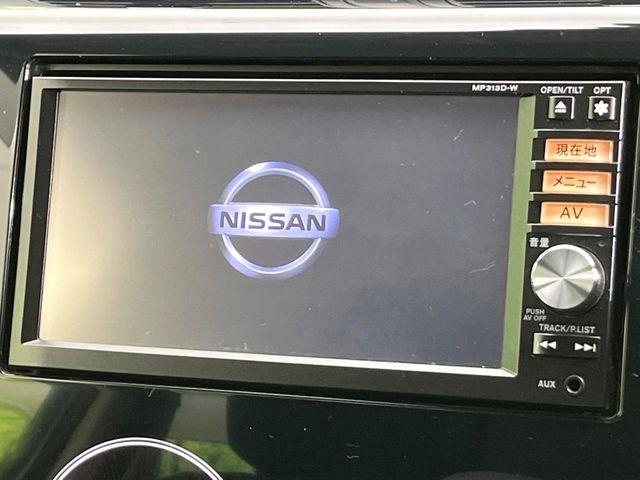 MP313D-W
OPEN/TILT OPT
現在地
メニュー
AV
音量
NISSAN
PUSH
AV OFF
TRACK/P.LIST
AUX